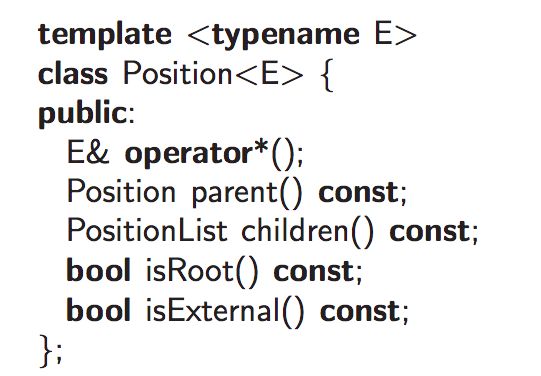 template <typename E>
class Position<E> {
public:
E& operator*();
Position parent() const;
PositionList children() const;
bool isRoot() const;
bool isExternal() const;
};